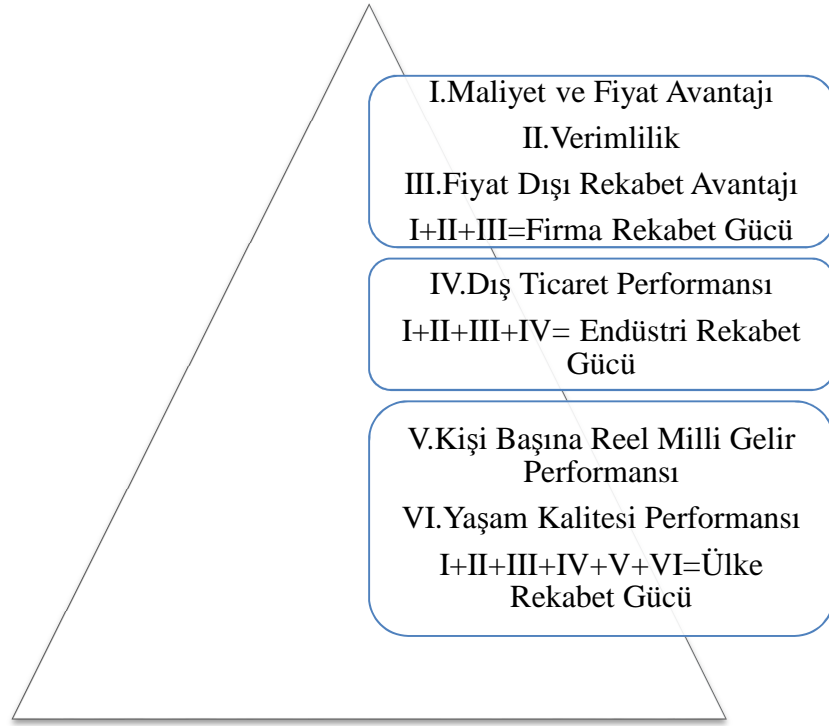 I.Maliyet ve Fiyat Avantajı
II.Verimlilik
III.Fiyat Dışı Rekabet Avantajı
I+II+III=Firma Rekabet Gücü
IV.Dış Ticaret Performansı
I+II+III+IV= Endüstri Rekabet
Gücü
V.Kişi Başına Reel Milli Gelir
Performansı
VI.Yaşam Kalitesi Performansı
I+II+III+IV+V+VI=Ülke
Rekabet Gücü